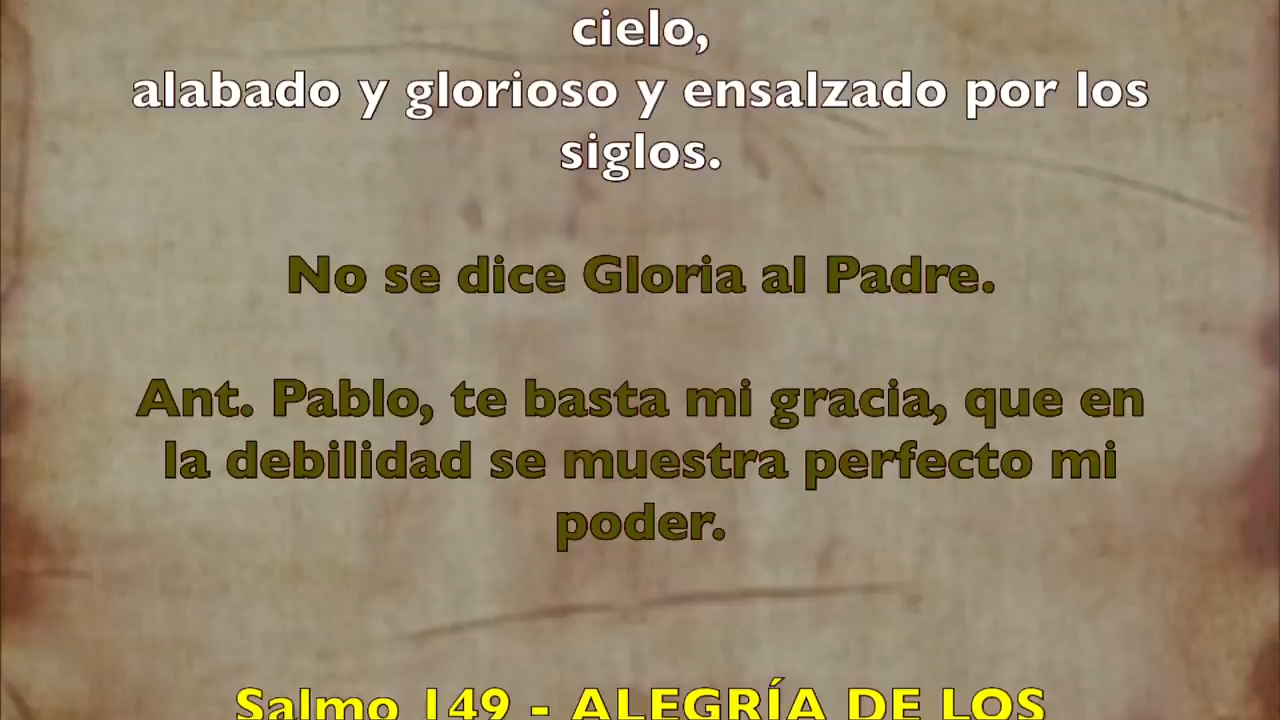 cielo,
alabado y glorioso y ensalzado por los
siglos.
No se dice Gloria al Padre.
Ant. Pablo, te basta mi gracia, que en
la debilidad se muestra perfecto mi
poder.
Salmo 149 - ALEGRÍA DE LOS